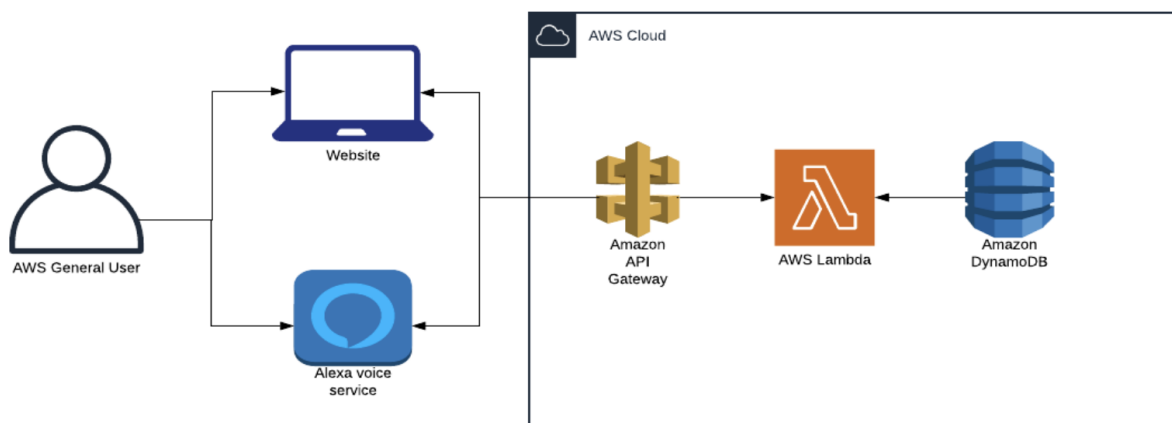 AWS Cloud
Website
AWS General User
Amazon
API
Gateway
AWS Lambda
Amazon
DynamoDB
Alexa voice
service